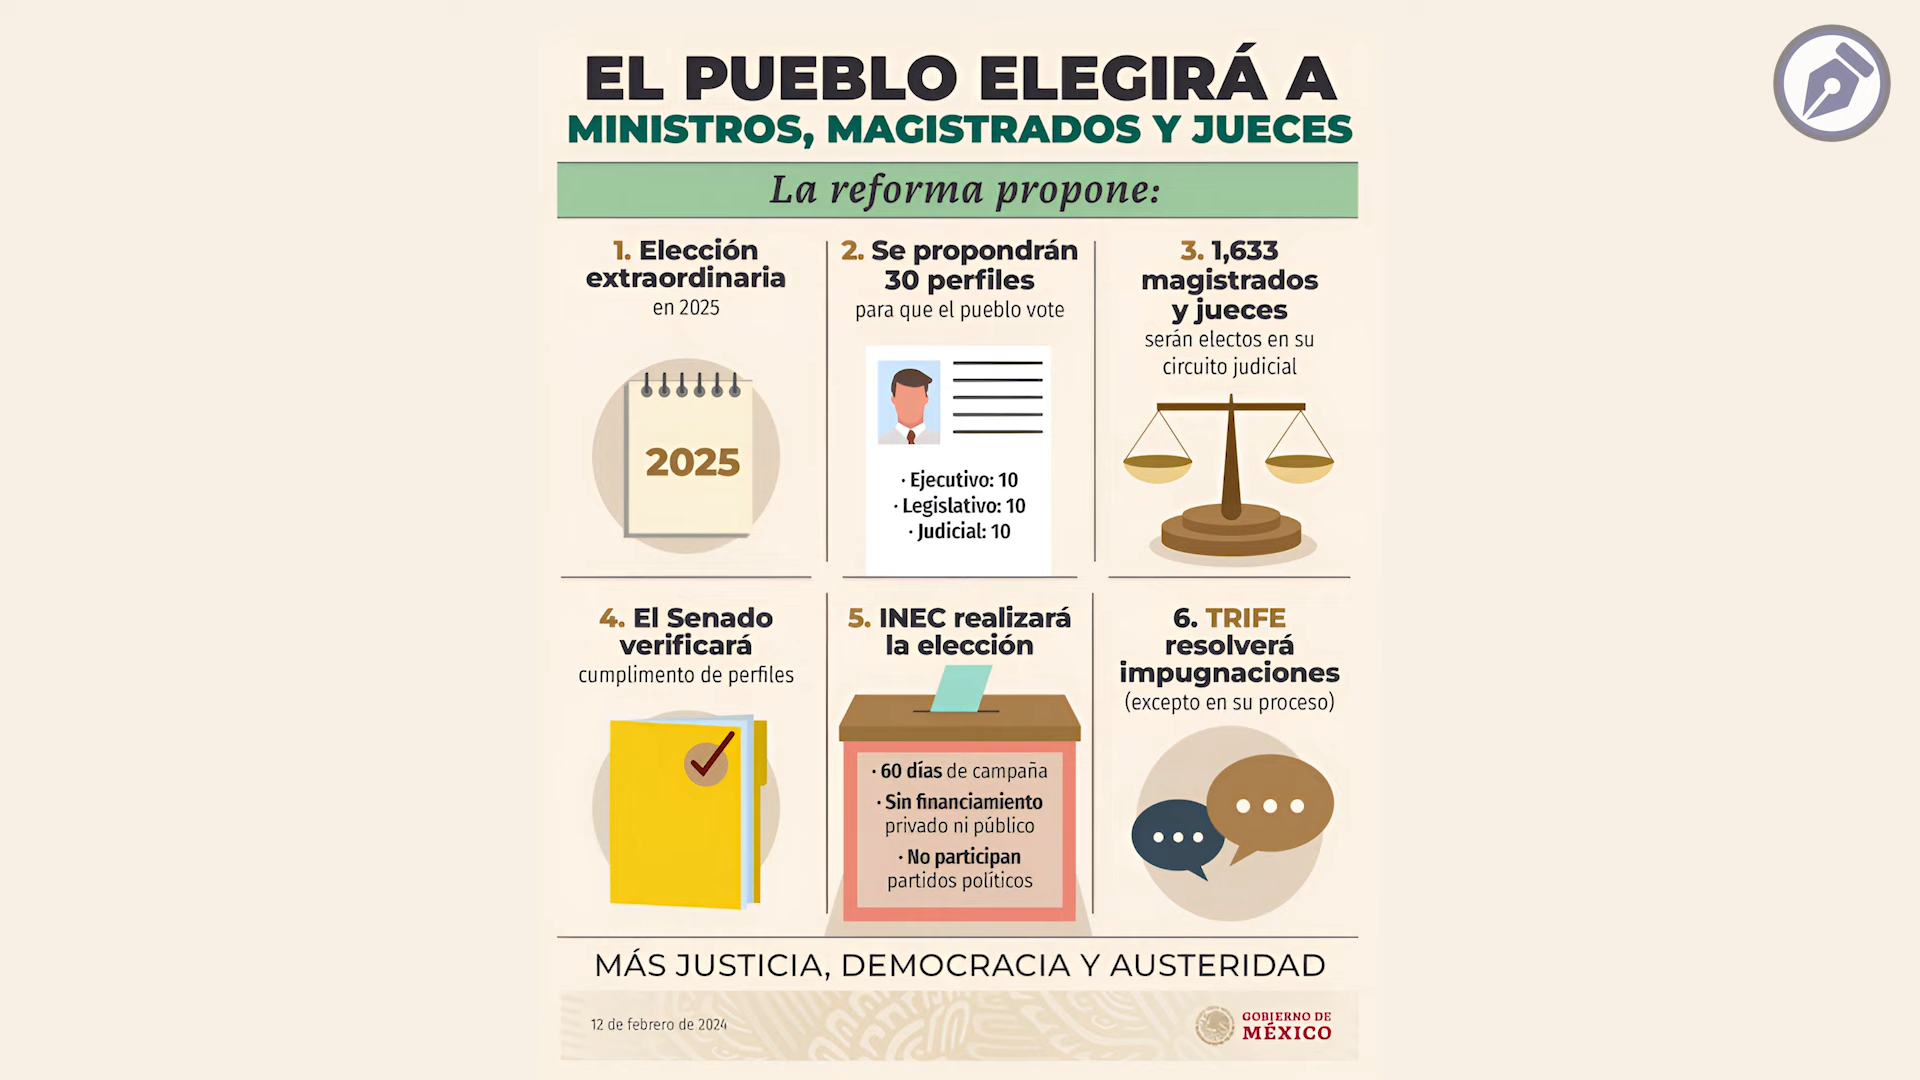 EL PUEBLO ELEGIRÁ A
MINISTROS, MAGISTRADOS Y JUECES
La reforma propone:
1. Elección
extraordinaria
en 2025
2025
2. Se propondrán
30 perfiles
para que el pueblo vote
· Ejecutivo: 10
· Legislativo: 10
· Judicial: 10
3. 1,633
magistrados
y jueces
serán electos en su
circuito judicial
4. El Senado
verificará
cumplimento de perfiles
5. INEC realizará
la elección
· 60 días de campaña
· Sin financiamiento
privado ni público
· No participan
partidos políticos
6. TRIFE
resolverá
impugnaciones
(excepto en su proceso)
MÁS JUSTICIA, DEMOCRACIA Y AUSTERIDAD
12 de febrero de 2024
GOBIERNO DE
MÉXICO